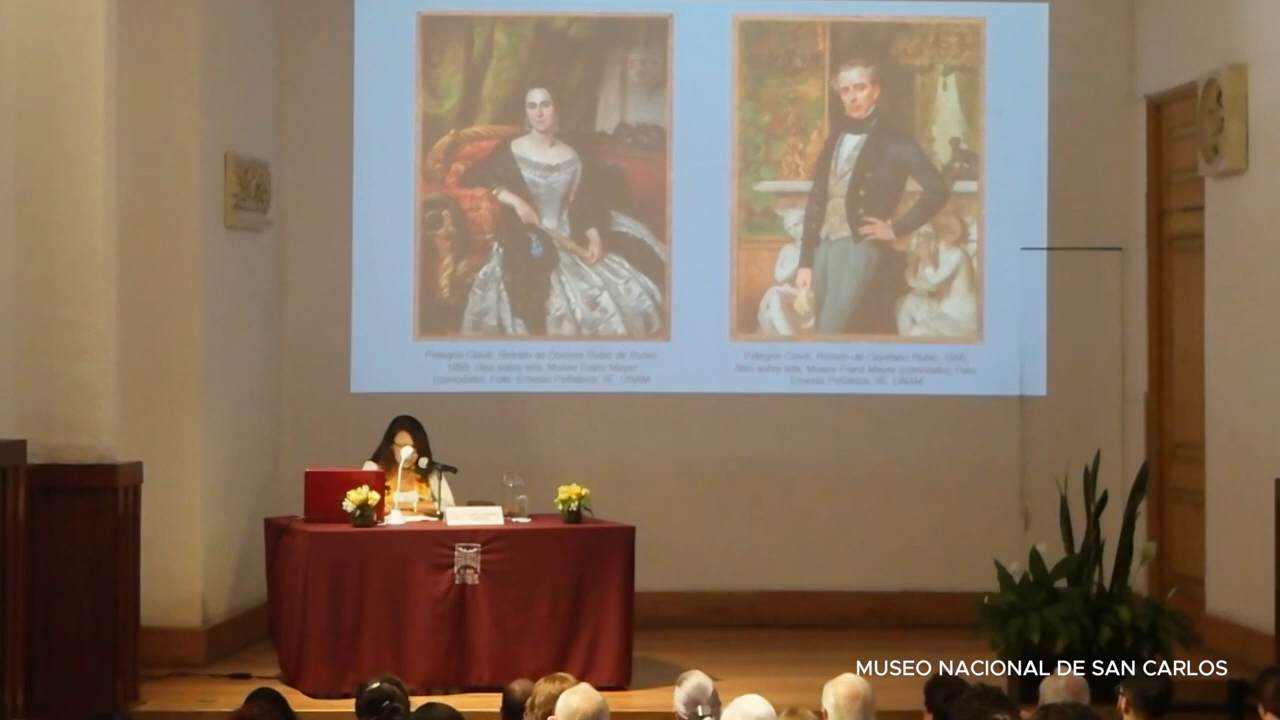 Pelegrín Clavé, Retrato de Dolores Rubio de Rubio,
1850, óleo sobre tela, Museo Franz Mayer
(comodato). Foto: Ernesto Peñaloza, IIE, UNAM
Pelegrín Clavé, Retrato de Cayetano Rubio, 1850,
óleo sobre tela, Museo Franz Mayer (comodato), Foto:
Ernesto Peñaloza, IIE, UNAM
MUSEO NACIONAL DE SAN CARLOS